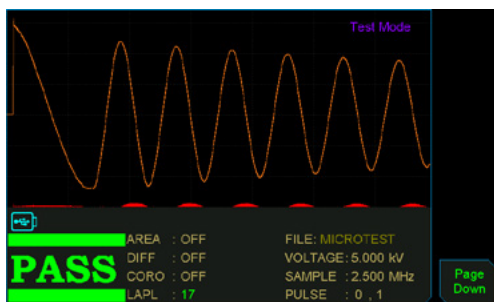 Test Mode
AREA : OFF
DIFF : OFF
CORO : OFF
LAPL : 17
PASS
FILE: MICROTEST
VOLTAGE: 5.000 kV
SAMPLE : 2.500 MHz
PULSE : 0 . 1
Page
Down